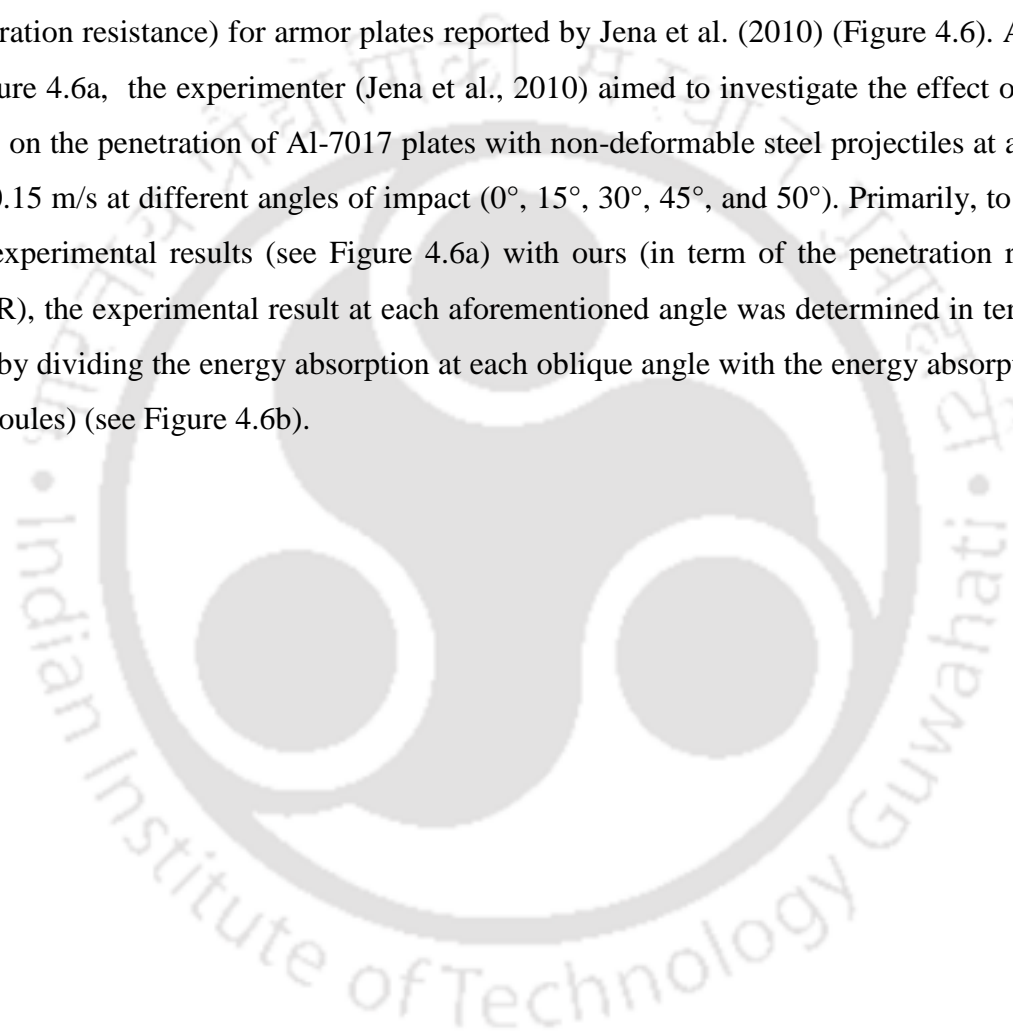 ration resistance) for armor plates reported by Jena et al. (2010) (Figure 4.6). A
ure 4.6a, the experimenter (Jena et al., 2010) aimed to investigate the effect o
on the penetration of Al-7017 plates with non-deformable steel projectiles at a
0.15 m/s at different angles of impact (0°, 15°, 30°, 45°, and 50°). Primarily, to
experimental results (see Figure 4.6a) with ours (in term of the penetration r
R), the experimental result at each aforementioned angle was determined in ter
by dividing the energy absorption at each oblique angle with the energy absorp
oules) (see Figure 4.6b).
Indian Institute of Technology Guwahati